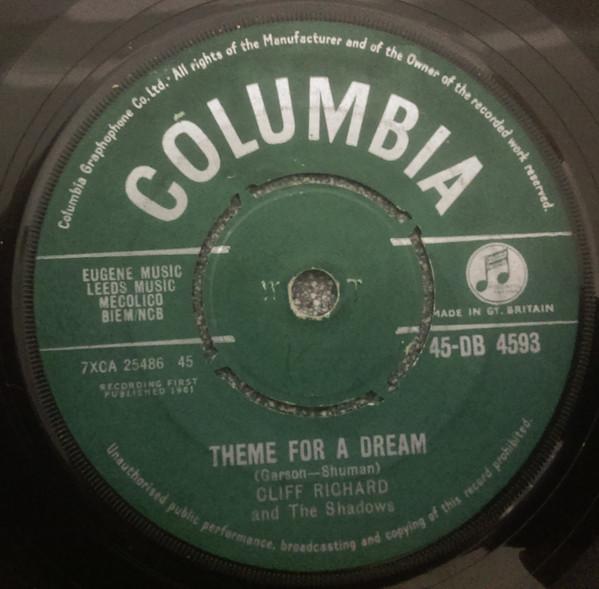 Columbia Graphophone Co. Ltd. All rights of the Manufacturer and of the Owner of the recorded work reserved.
COLUMBIA
EUGENE MUSIC
LEEDS MUSIC
MECOLICO
BIEM/NCB
MADE IN GT. BRITAIN
7XCA 25486 45
45-DB 4593
RECORDING FIRST
PUBLISHED 1961
THEME FOR A DREAM
(Garson—Shuman)
CLIFF RICHARD
and The Shadows
Unauthorised public performance, broadcasting and copying of this record prohibited.